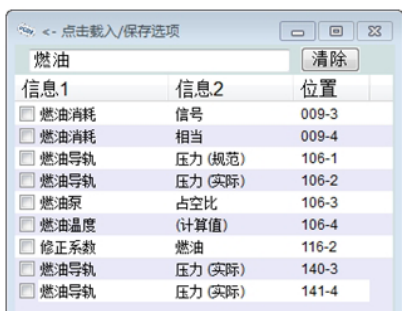 <- 点击载入/保存选项
燃油 清除
信息1 信息2 位置
燃油消耗 信号 009-3
燃油消耗 相当 009-4
燃油导轨 压力 (规范) 106-1
燃油导轨 压力 (实际) 106-2
燃油泵 占空比 106-3
燃油温度 (计算值) 106-4
修正系数 燃油 116-2
燃油导轨 压力 (实际) 140-3
燃油导轨 压力 (实际) 141-4